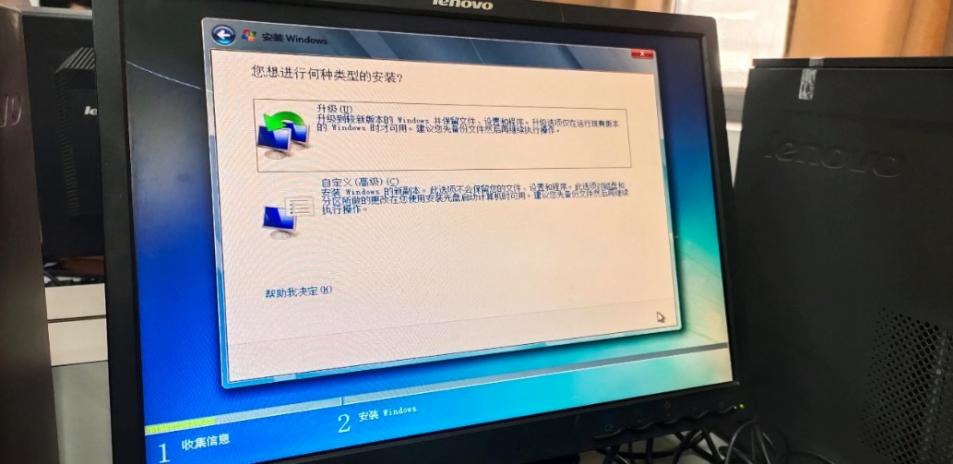 lenovo
安装 Windows
您想进行何种类型的安装?
升级(U)
升级到较新版本的 Windows 并保留文件、设置和程序。升级选项仅在运行现有版本
的 Windows 时才可用。建议您先备份文件然后再继续执行操作。
自定义(高级)(C)
安装 Windows 的新副本。此选项不会保留您的文件、设置和程序。此选项对磁盘和
分区所做的更改在您使用安装光盘启动计算机时可用。建议您先备份文件然后再继续
执行操作。
帮助我决定(H)
1 收集信息
2 安装 Windows
lenovo